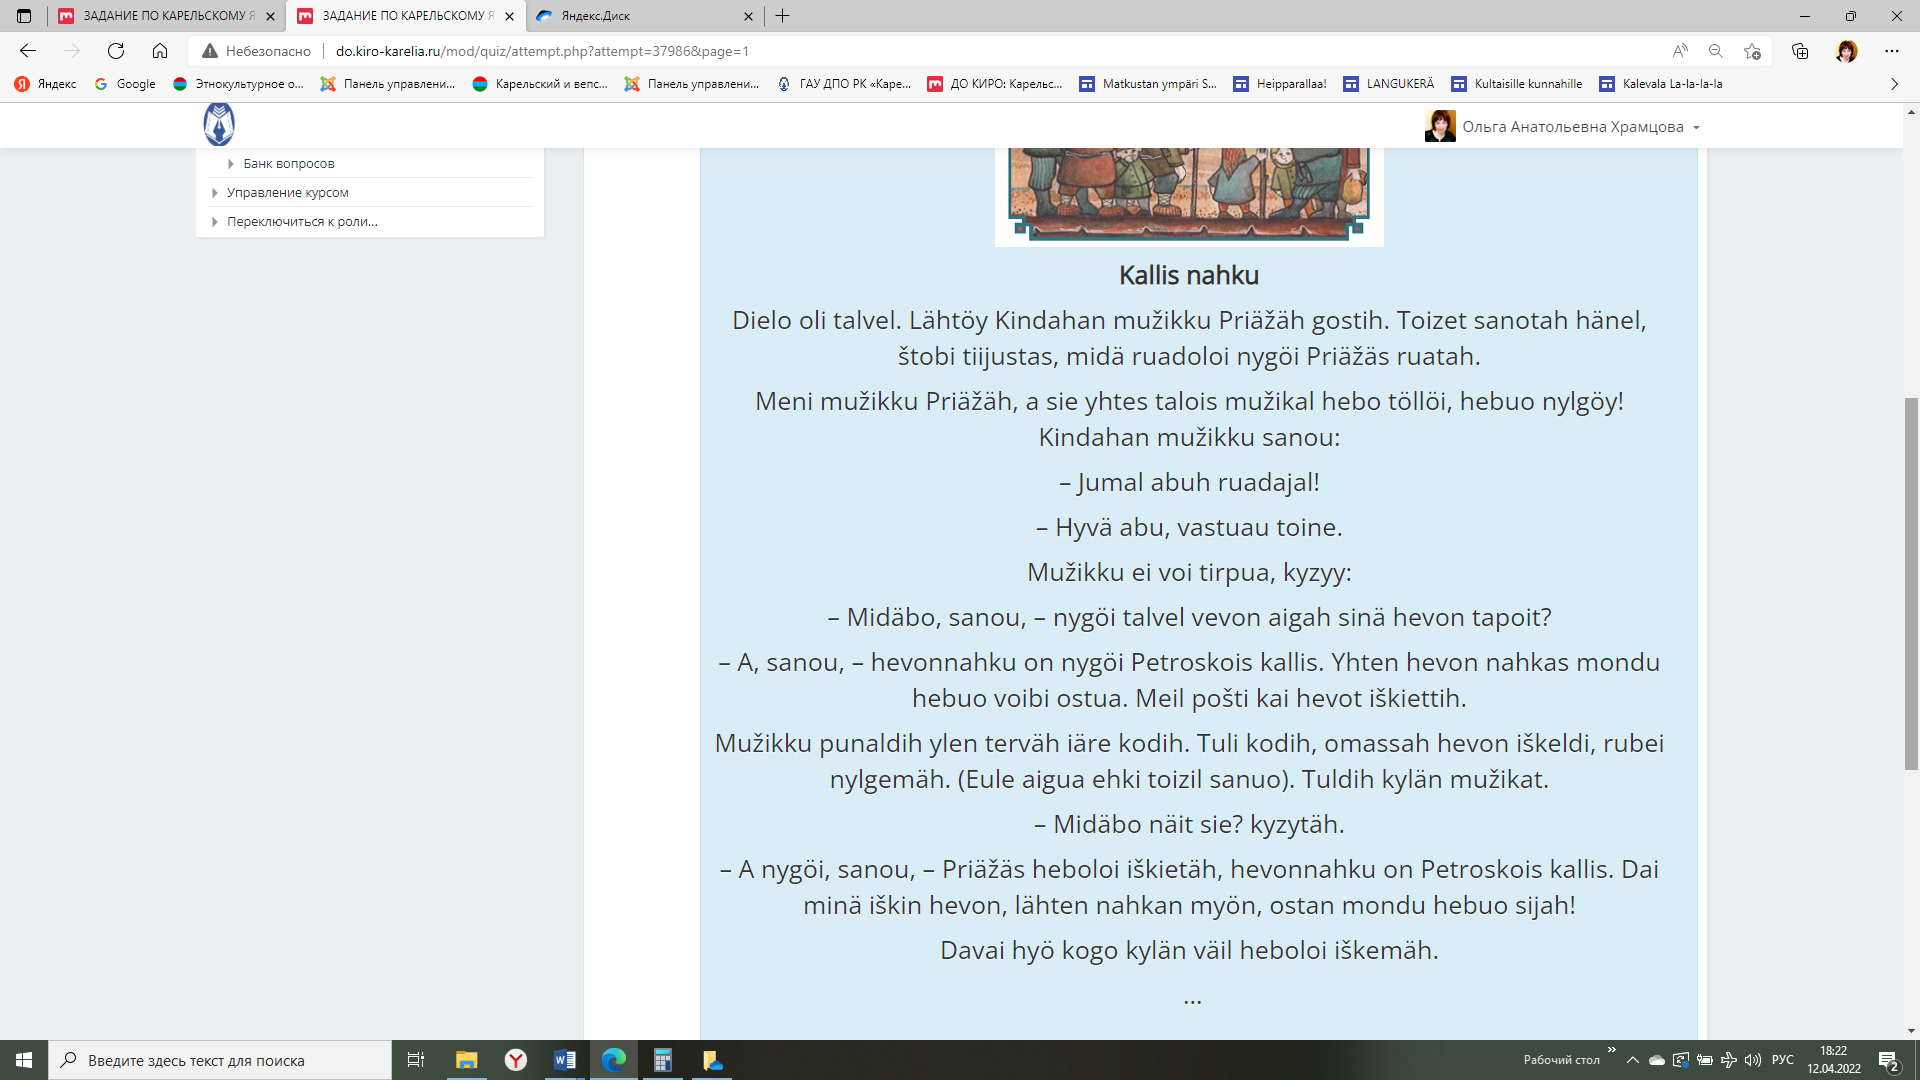 ЗАДАНИЕ ПО КАРЕЛЬСКОМУ Я
ЗАДАНИЕ ПО КАРЕЛЬСКОМУ Я
Яндекс.Диск
Небезопасно
do.kiro-karelia.ru/mod/quiz/attempt.php?attempt=37986&page=1
Яндекс
Google
Этнокультурное о...
Панель управлени...
Карельский и вепс...
Панель управлени...
ГАУ ДПО РК «Каре...
ДО КИРО: Карельс...
Matkustan ympäri S...
Heipparallaa!
LANGUKERÄ
Kultaisille kunnahille
Kalevala La-la-la-la
Ольга Анатольевна Храмцова
Банк вопросов
Управление курсом
Переключиться к роли...
Kallis nahku
Dielo oli talvel. Lähtöy Kindahan mužikku Priäžäh gostih. Toizet sanotah hänel,
štobi tiijustas, midä ruadoloi nygöi Priäžäs ruatah.
Meni mužikku Priäžäh, a sie yhtes talois mužikal hebo töllöi, hebuo nylgöy!
Kindahan mužikku sanou:
– Jumal abuh ruadajal!
– Hyvä abu, vastuau toine.
Mužikku ei voi tirpua, kyzyy:
– Midäbo, sanou, – nygöi talvel vevon aigah sinä hevon tapoit?
– A, sanou, – hevonnahku on nygöi Petroskois kallis. Yhten hevon nahkas mondu
hebuo voibi ostua. Meil pošti kai hevot iškiettih.
Mužikku punaldih ylen terväh iäre kodih. Tuli kodih, omassah hevon iškeldi, rubei
nylgemäh. (Eule aigua ehki toizil sanuo). Tuldih kylän mužikat.
– Midäbo näit sie? kyzytäh.
– A nygöi, sanou, – Priäžäs heboloi iškietäh, hevonnahku on Petroskois kallis. Dai
minä iškin hevon, lähten nahkan myön, ostan mondu hebuo sijah!
Davai hyö kogo kylän väil heboloi iškemäh.
...
Введите здесь текст для поиска
Рабочий стол
РУС
18:22
12.04.2022
2